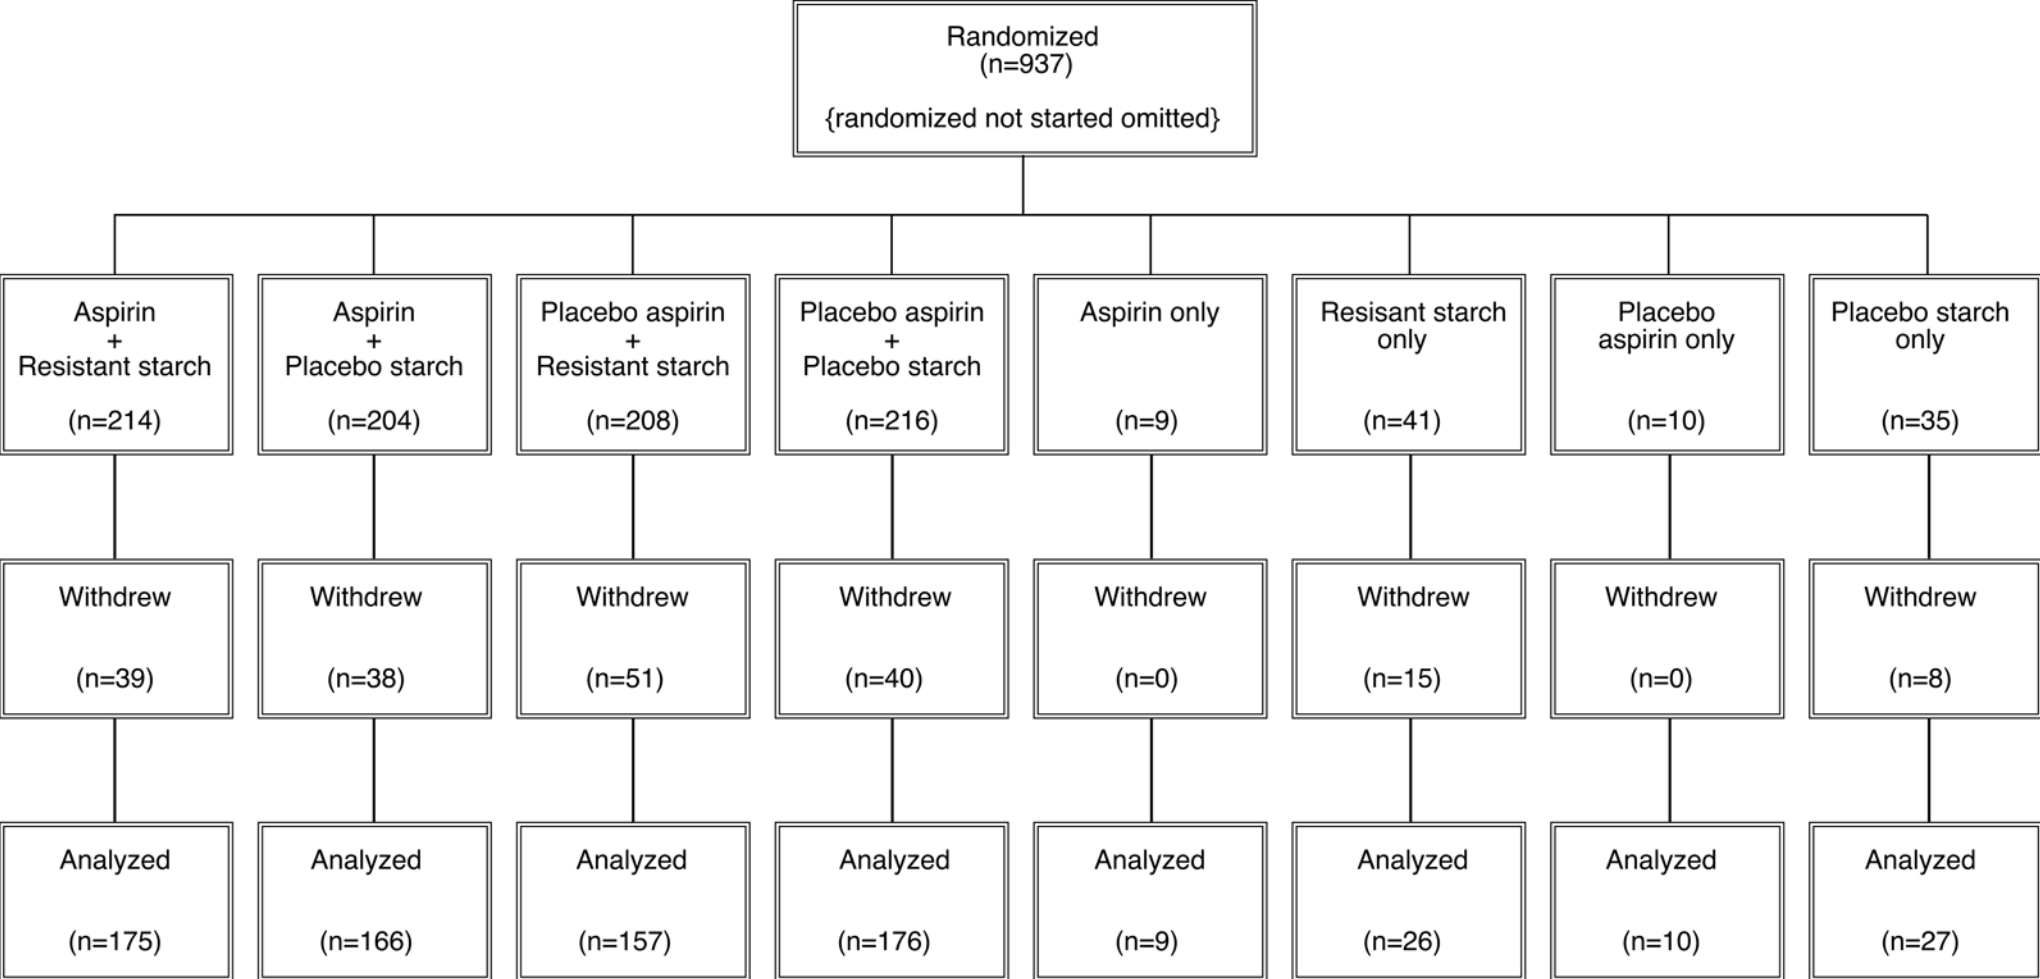 Randomized
(n=937)
{randomized not started omitted}
Aspirin
+
Resistant starch
(n=214)
Aspirin
+
Placebo starch
(n=204)
Placebo aspirin
+
Resistant starch
(n=208)
Placebo aspirin
+
Placebo starch
(n=216)
Aspirin only
(n=9)
Resisant starch
only
(n=41)
Placebo
aspirin only
(n=10)
Placebo starch
only
(n=35)
Withdrew
(n=39)
Withdrew
(n=38)
Withdrew
(n=51)
Withdrew
(n=40)
Withdrew
(n=0)
Withdrew
(n=15)
Withdrew
(n=0)
Withdrew
(n=8)
Analyzed
(n=175)
Analyzed
(n=166)
Analyzed
(n=157)
Analyzed
(n=176)
Analyzed
(n=9)
Analyzed
(n=26)
Analyzed
(n=10)
Analyzed
(n=27)